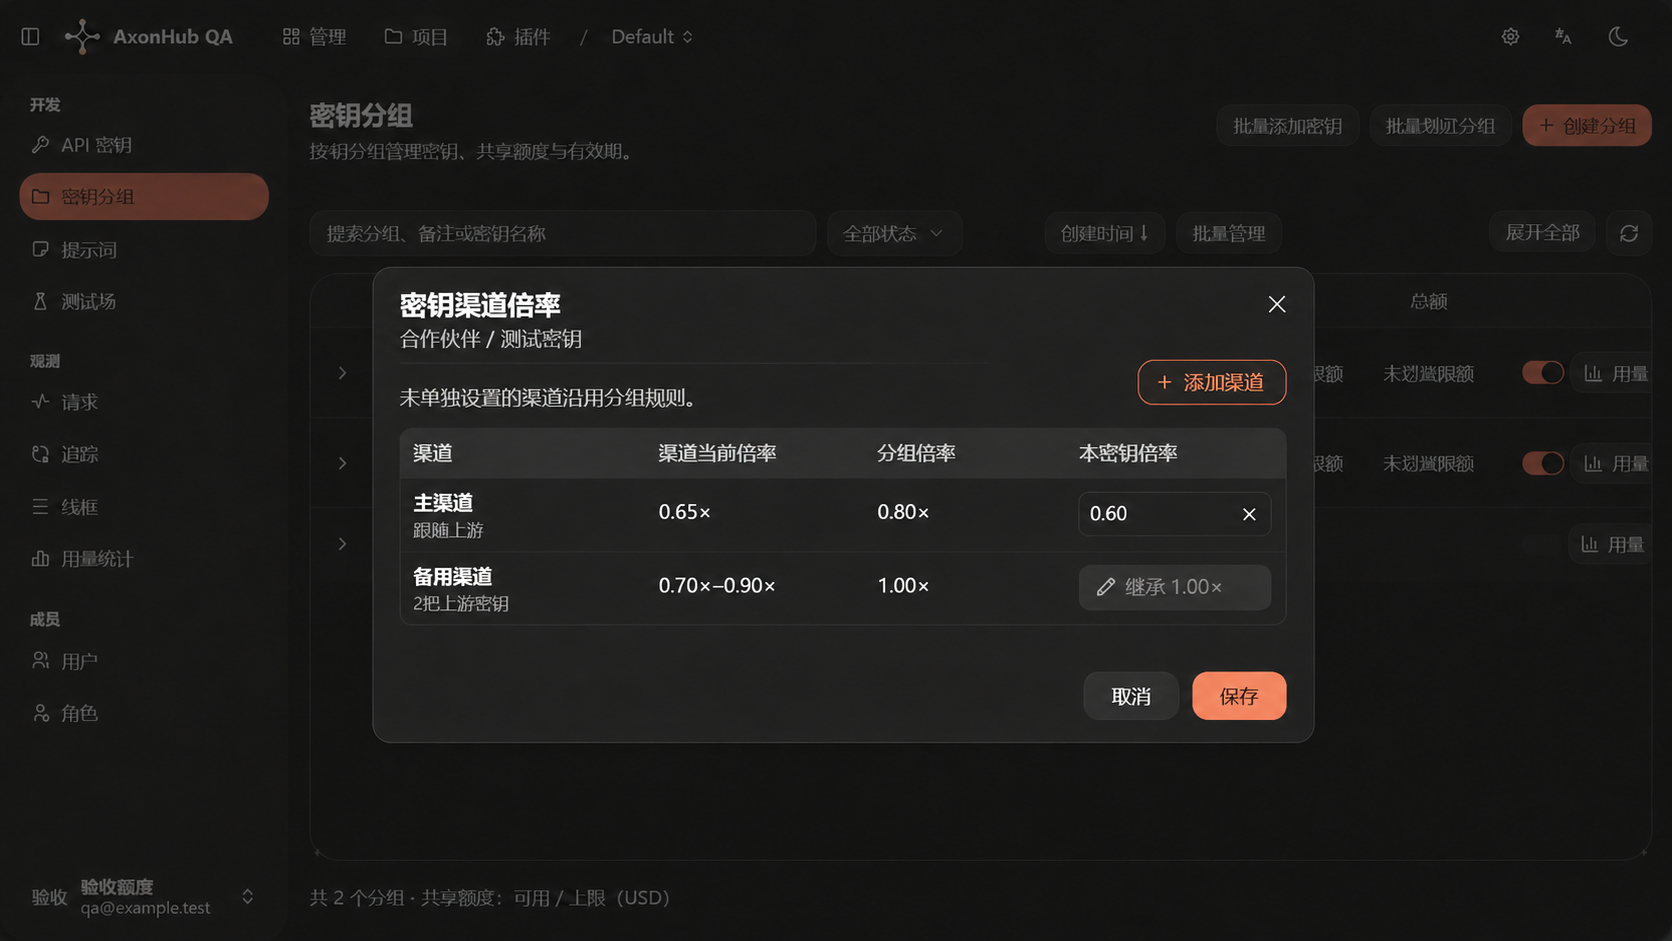 AxonHub QA
管理
项目
插件
/
Default
开发
API 密钥
密钥分组
提示词
测试场
观测
请求
追踪
线框
用量统计
成员
用户
角色
验收
验收额度
qa@example.test
密钥分组
按钥分组管理密钥、共享额度与有效期。
批量添加密钥
分组
+ 创建分组
提索分组、备注或密钥名称
全部状态
创建时间↓
批量管理
展开全部
总额
限额
用量
限额
用量
用量
密钥渠道倍率
合作伙伴 / 测试密钥
未单独设置的渠道沿用分组规则。
+ 添加渠道
渠道 渠道当前倍率 分组倍率 本密钥倍率
主渠道
跟随上游
0.65× 0.80× 0.60
备用渠道
2把上游密钥
0.70×–0.90× 1.00× 继承 1.00×
取消
保存
共 2 个分组 · 共享额度：可用 / 上限（USD）